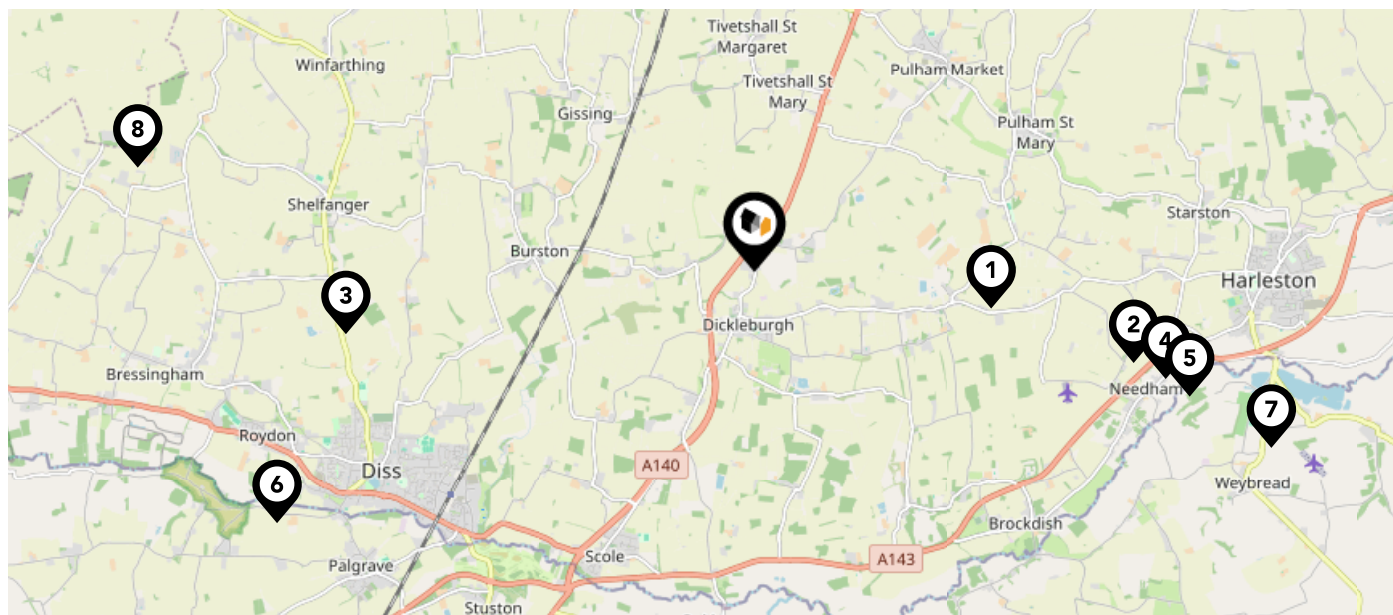 Tivetshall St
Margaret
Winfarthing
Pulham Market
Tivetshall St
Mary
Gissing
8
Pulham St
Mary
Shelfanger
Starston
Burston
1
Harleston
3
Dickleburgh
2
4
5
Bressingham
Needham
7
Roydon
A140
Diss
6
Weybread
Brockdish
Scole
A143
Palgrave
Stuston